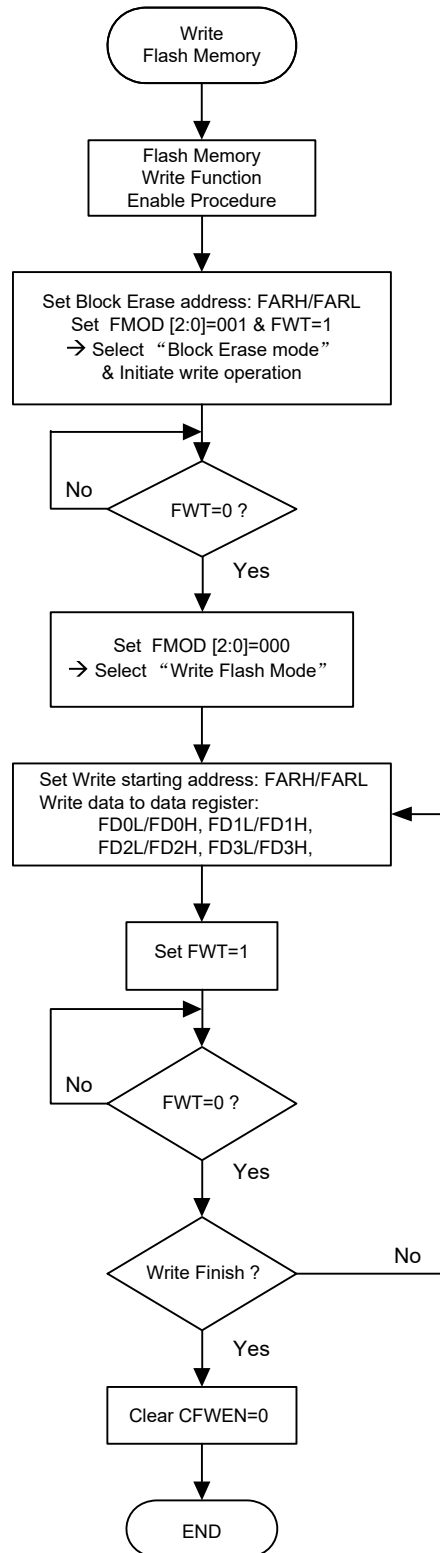 Write
Flash Memory
Flash Memory
Write Function
Enable Procedure
Set Block Erase address: FARH/FARL
Set FMOD [2:0]=001 & FWT=1
→ Select “Block Erase mode”
& Initiate write operation
No
FWT=0 ?
Yes
Set FMOD [2:0]=000
→ Select “Write Flash Mode”
Set Write starting address: FARH/FARL
Write data to data register:
FD0L/FD0H, FD1L/FD1H,
FD2L/FD2H, FD3L/FD3H,
Set FWT=1
No
FWT=0 ?
Yes
Write Finish ?
No
Yes
Clear CFWEN=0
END